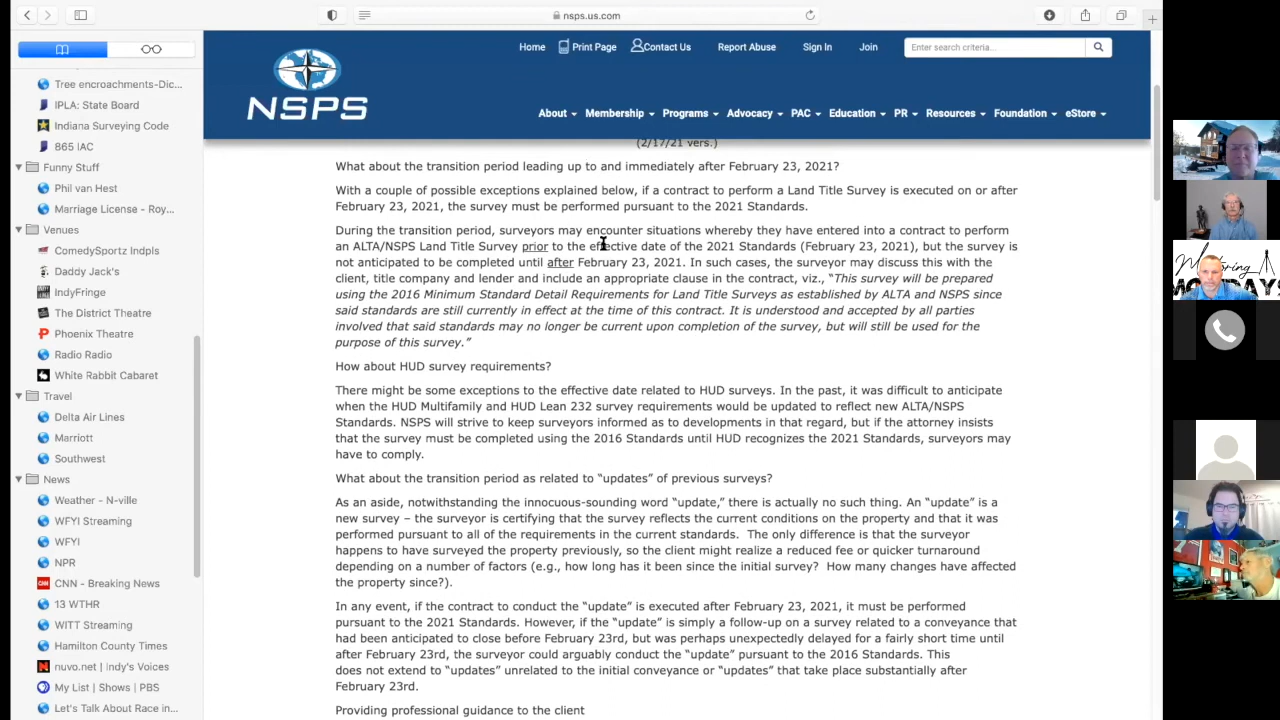 nsps.us.com
Tree encroachments-Dic...
IPLA: State Board
Indiana Surveying Code
865 IAC
Funny Stuff
Phil van Hest
Marriage License - Roy...
Venues
ComedySportz Indpls
Daddy Jack's
IndyFringe
The District Theatre
Phoenix Theatre
Radio Radio
White Rabbit Cabaret
Travel
Delta Air Lines
Marriott
Southwest
News
Weather - N-ville
WFYI Streaming
WFYI
NPR
CNN - Breaking News
13 WTHR
WITT Streaming
Hamilton County Times
nuvo.net | Indy's Voices
My List | Shows | PBS
Let's Talk About Race in...
Home Print Page Contact Us Report Abuse Sign In Join Enter search criteria...
NSPS
About Membership Programs Advocacy PAC Education PR Resources Foundation eStore
(2/17/21 vers.)
What about the transition period leading up to and immediately after February 23, 2021?
With a couple of possible exceptions explained below, if a contract to perform a Land Title Survey is executed on or after
February 23, 2021, the survey must be performed pursuant to the 2021 Standards.
During the transition period, surveyors may encounter situations whereby they have entered into a contract to perform
an ALTA/NSPS Land Title Survey prior to the effective date of the 2021 Standards (February 23, 2021), but the survey is
not anticipated to be completed until after February 23, 2021. In such cases, the surveyor may discuss this with the
client, title company and lender and include an appropriate clause in the contract, viz., “This survey will be prepared
using the 2016 Minimum Standard Detail Requirements for Land Title Surveys as established by ALTA and NSPS since
said standards are still currently in effect at the time of this contract. It is understood and accepted by all parties
involved that said standards may no longer be current upon completion of the survey, but will still be used for the
purpose of this survey.”
How about HUD survey requirements?
There might be some exceptions to the effective date related to HUD surveys. In the past, it was difficult to anticipate
when the HUD Multifamily and HUD Lean 232 survey requirements would be updated to reflect new ALTA/NSPS
Standards. NSPS will strive to keep surveyors informed as to developments in that regard, but if the attorney insists
that the survey must be completed using the 2016 Standards until HUD recognizes the 2021 Standards, surveyors may
have to comply.
What about the transition period as related to “updates” of previous surveys?
As an aside, notwithstanding the innocuous-sounding word “update,” there is actually no such thing. An “update” is a
new survey – the surveyor is certifying that the survey reflects the current conditions on the property and that it was
performed pursuant to all of the requirements in the current standards. The only difference is that the surveyor
happens to have surveyed the property previously, so the client might realize a reduced fee or quicker turnaround
depending on a number of factors (e.g., how long has it been since the initial survey? How many changes have affected
the property since?).
In any event, if the contract to conduct the “update” is executed after February 23, 2021, it must be performed
pursuant to the 2021 Standards. However, if the “update” is simply a follow-up on a survey related to a conveyance that
had been anticipated to close before February 23rd, but was perhaps unexpectedly delayed for a fairly short time until
after February 23rd, the surveyor could arguably conduct the “update” pursuant to the 2016 Standards. This
does not extend to “updates” unrelated to the initial conveyance or “updates” that take place substantially after
February 23rd.
Providing professional guidance to the client